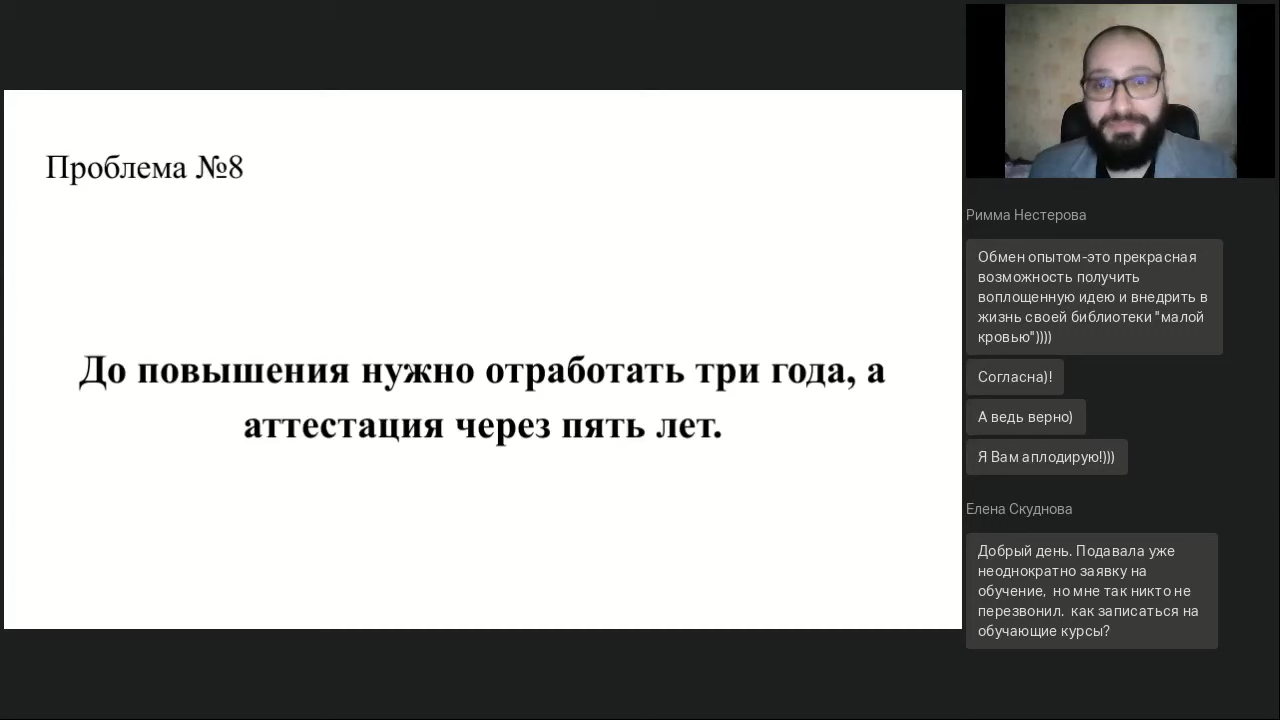 Проблема №8
До повышения нужно отработать три года, а
аттестация через пять лет.
Римма Нестерова
Обмен опытом-это прекрасная
возможность получить
воплощенную идею и внедрить в
жизнь своей библиотеки "малой
кровью"))))
Согласна)!
А ведь верно)
Я Вам аплодирую!)))
Елена Скуднова
Добрый день. Подавала уже
неоднократно заявку на
обучение,  но мне так никто не
перезвонил.  как записаться на
обучающие курсы?